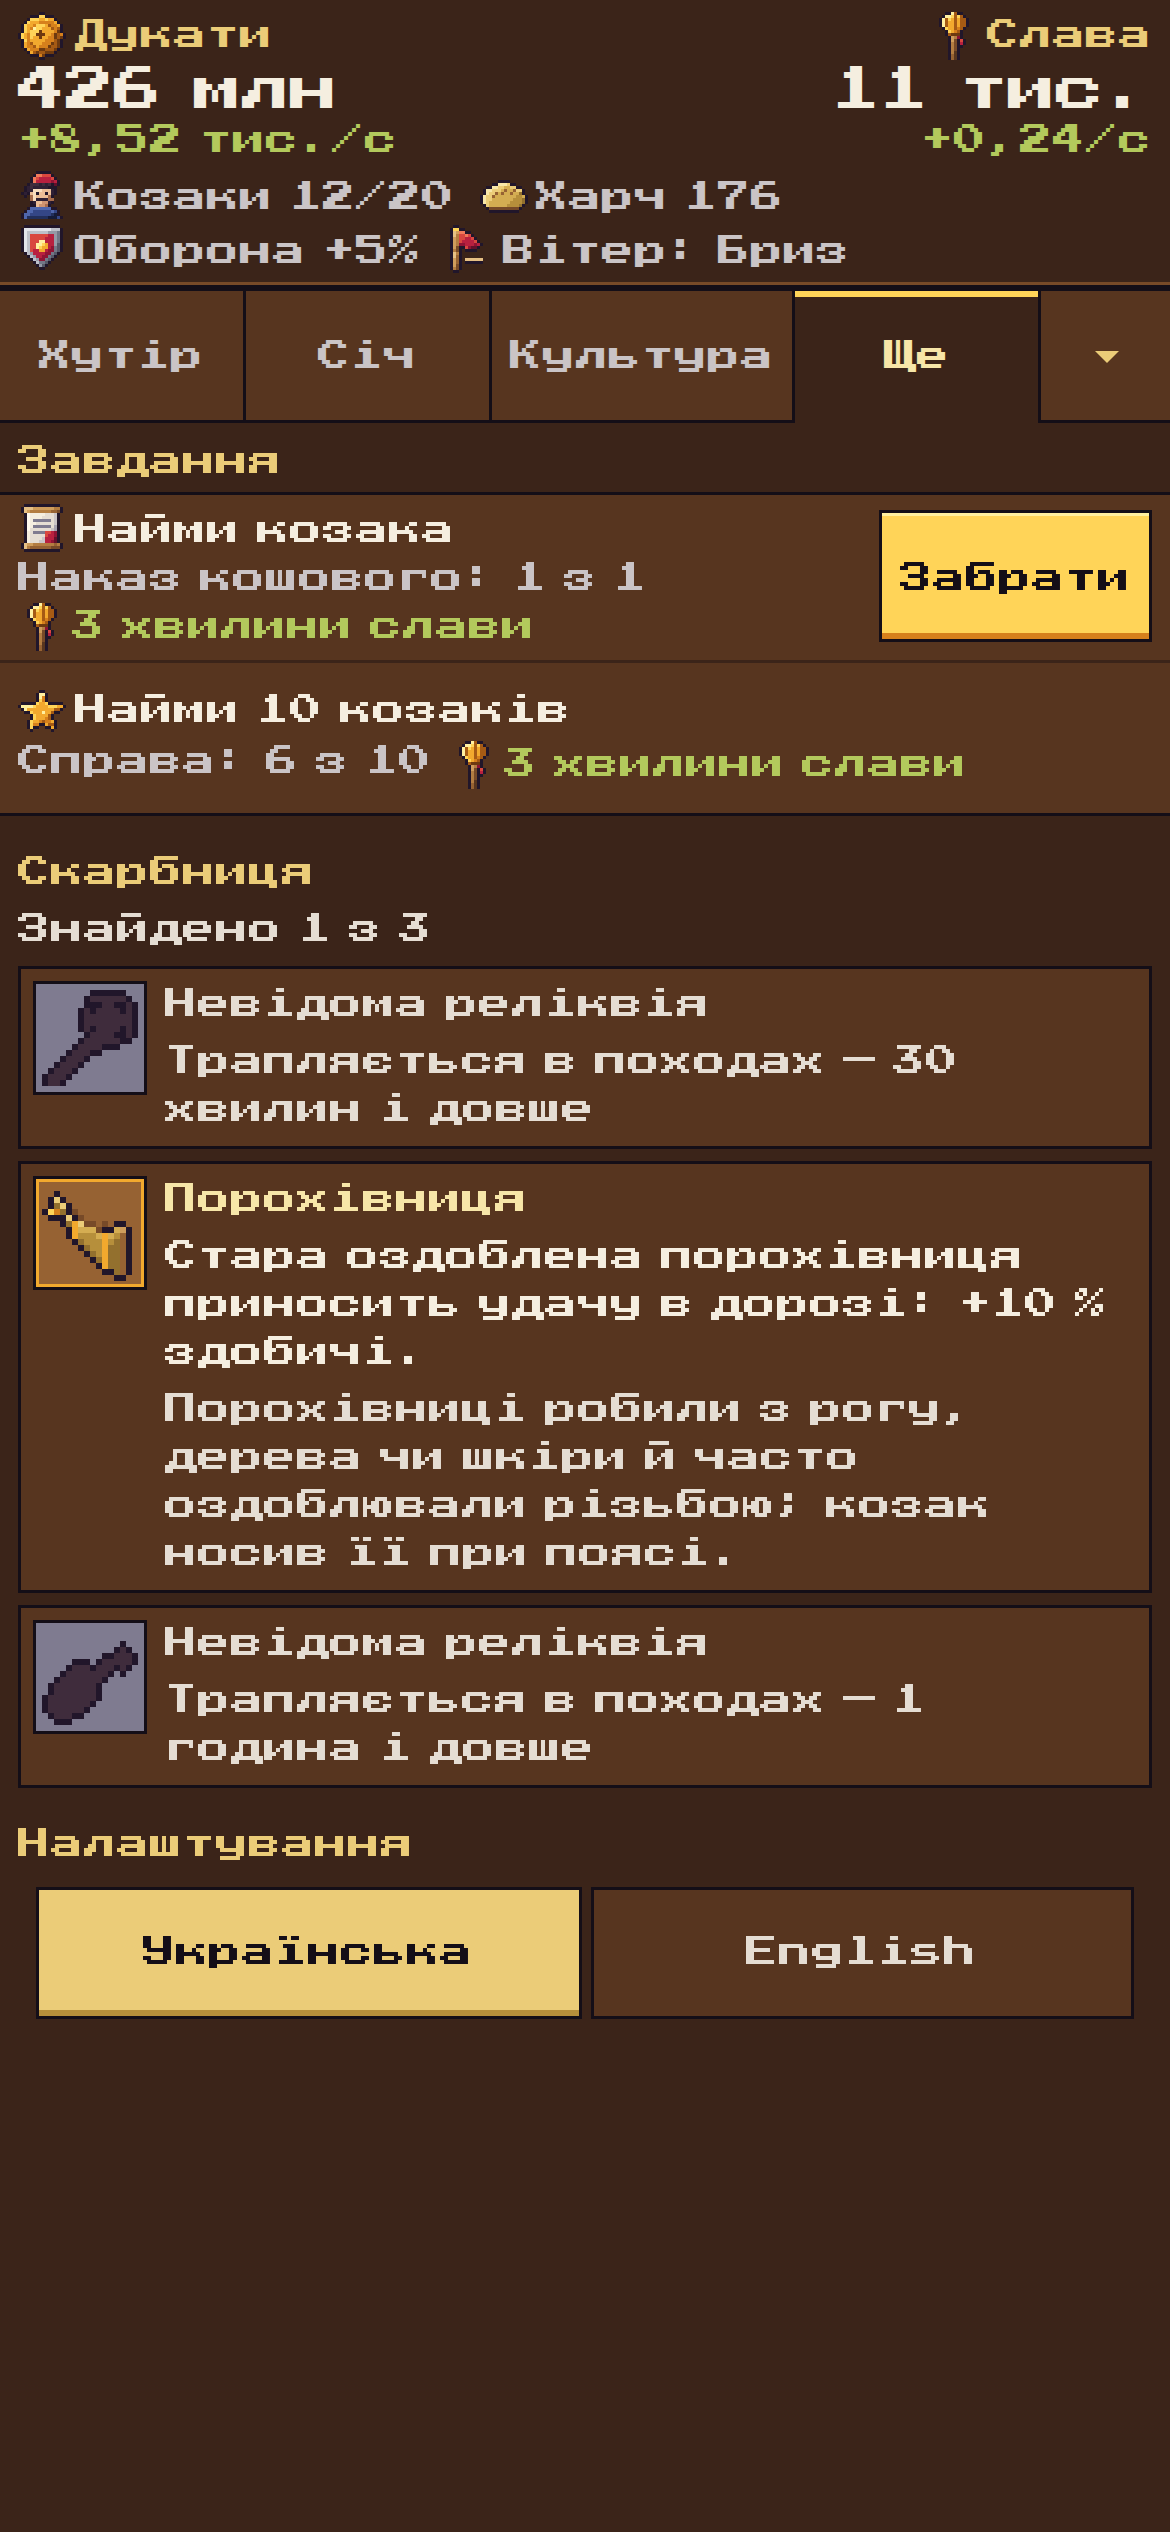 Дукати
Слава
426 млн
11 тис.
+8,52 тис./с
+0,24/с
Козаки 12/20 Харч 176
Оборона +5% Вітер: Бриз
Хутір
Січ
Культура
Ще
Завдання
Найми козака
Наказ кошового: 1 з 1
3 хвилини слави
Забрати
Найми 10 козаків
Справа: 6 з 10 3 хвилини слави
Скарбниця
Знайдено 1 з 3
Невідома реліквія
Трапляється в походах — 30
хвилин і довше
Порохівниця
Стара оздоблена порохівниця
приносить удачу в дорозі: +10 %
здобичі.
Порохівниці робили з рогу,
дерева чи шкіри й часто
оздоблювали різьбою; козак
носив її при поясі.
Невідома реліквія
Трапляється в походах — 1
година і довше
Налаштування
Українська
English